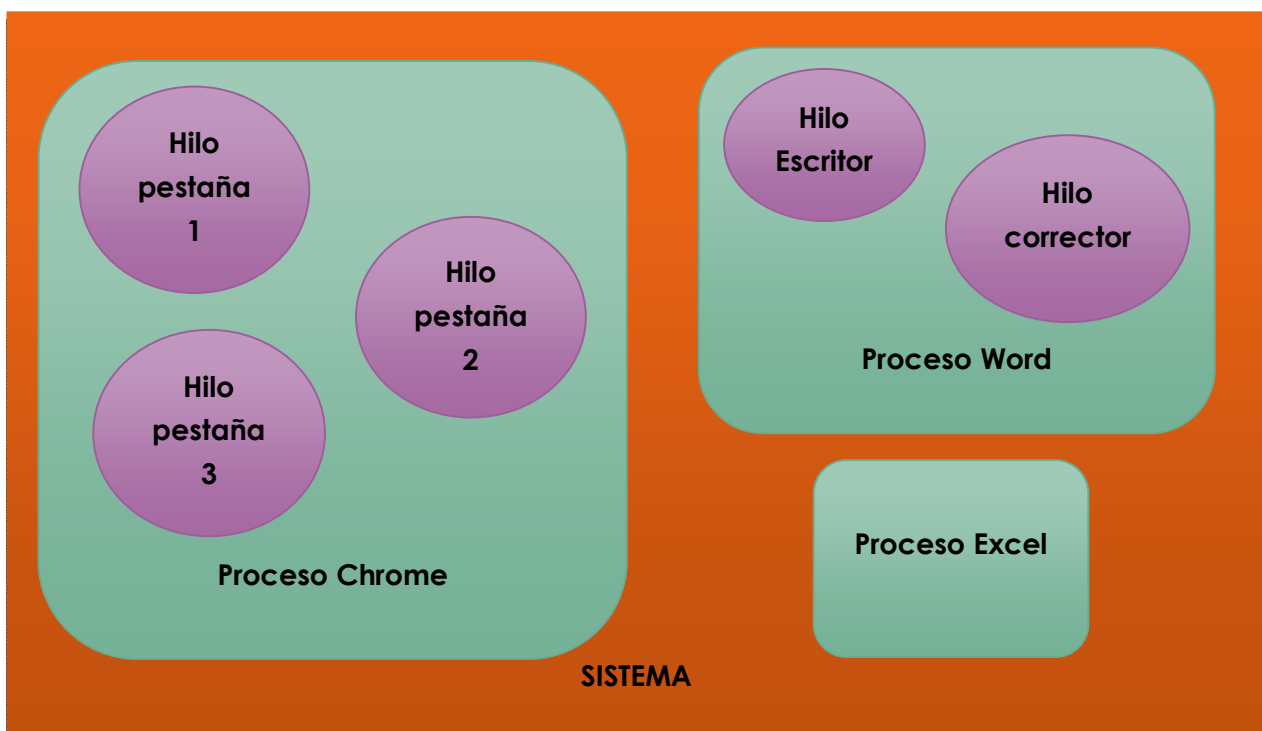 Hilo
pestaña
1
Hilo
pestaña
2
Hilo
pestaña
3
Proceso Chrome
Hilo
Escritor
Hilo
corrector
Proceso Word
Proceso Excel
SISTEMA